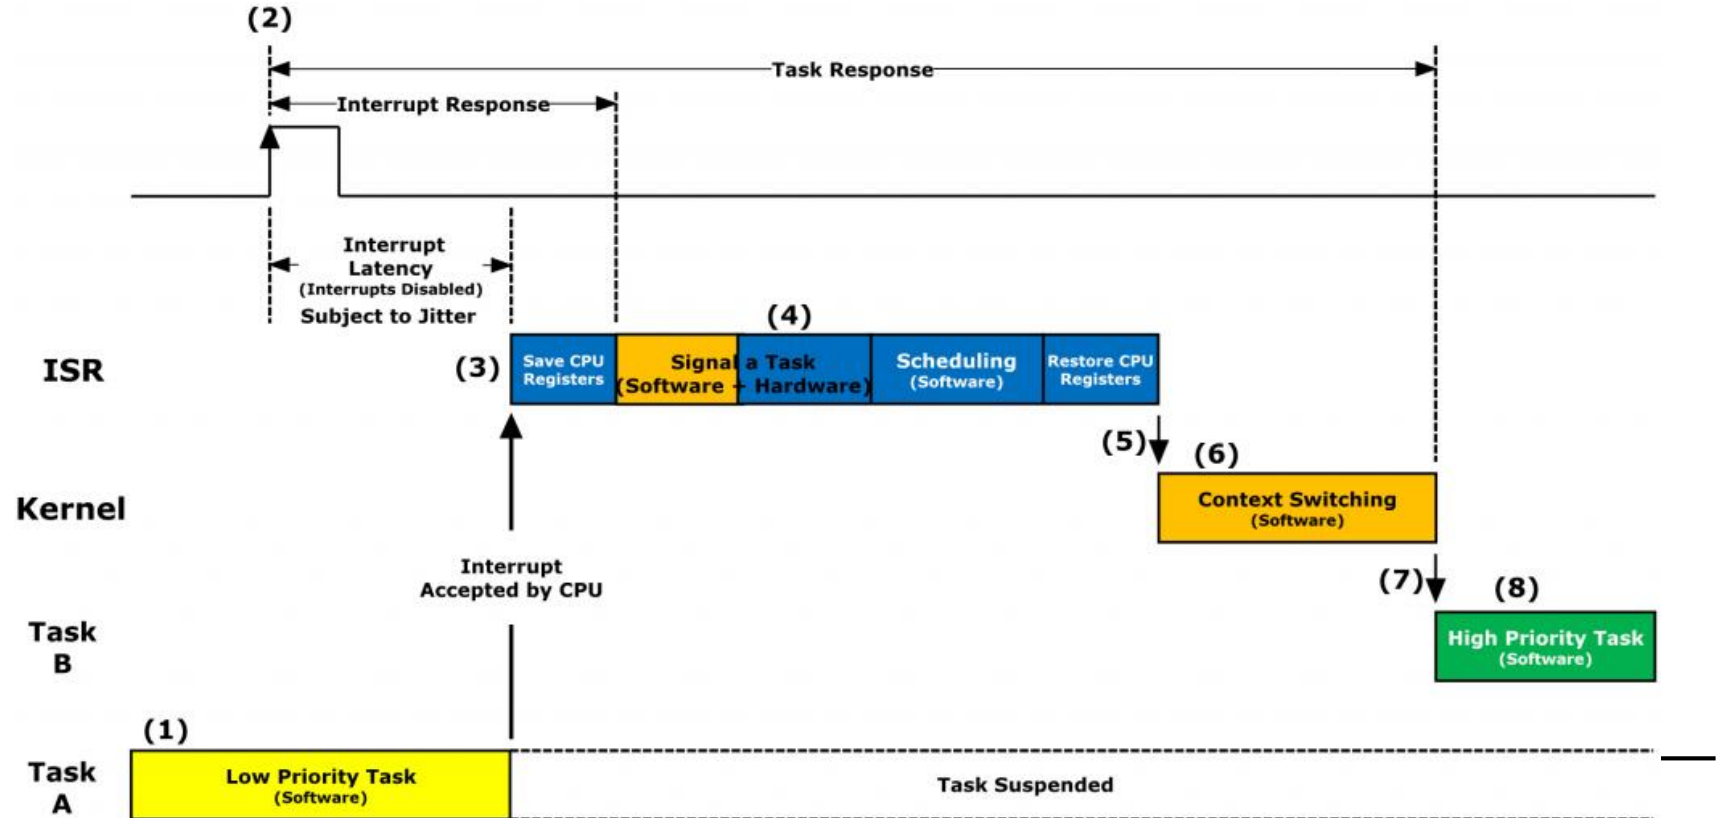 (2)
Task Response
Interrupt Response
Interrupt
Latency
(Interrupts Disabled)
Subject to Jitter
(4)
ISR
(3)
Save CPU
Registers
Signal a Task
(Software + Hardware)
Scheduling
(Software)
Restore CPU
Registers
(5)
(6)
Kernel
Context Switching
(Software)
Interrupt
Accepted by CPU
(7)
(8)
Task
B
High Priority Task
(Software)
(1)
Task
A
Low Priority Task
(Software)
Task Suspended